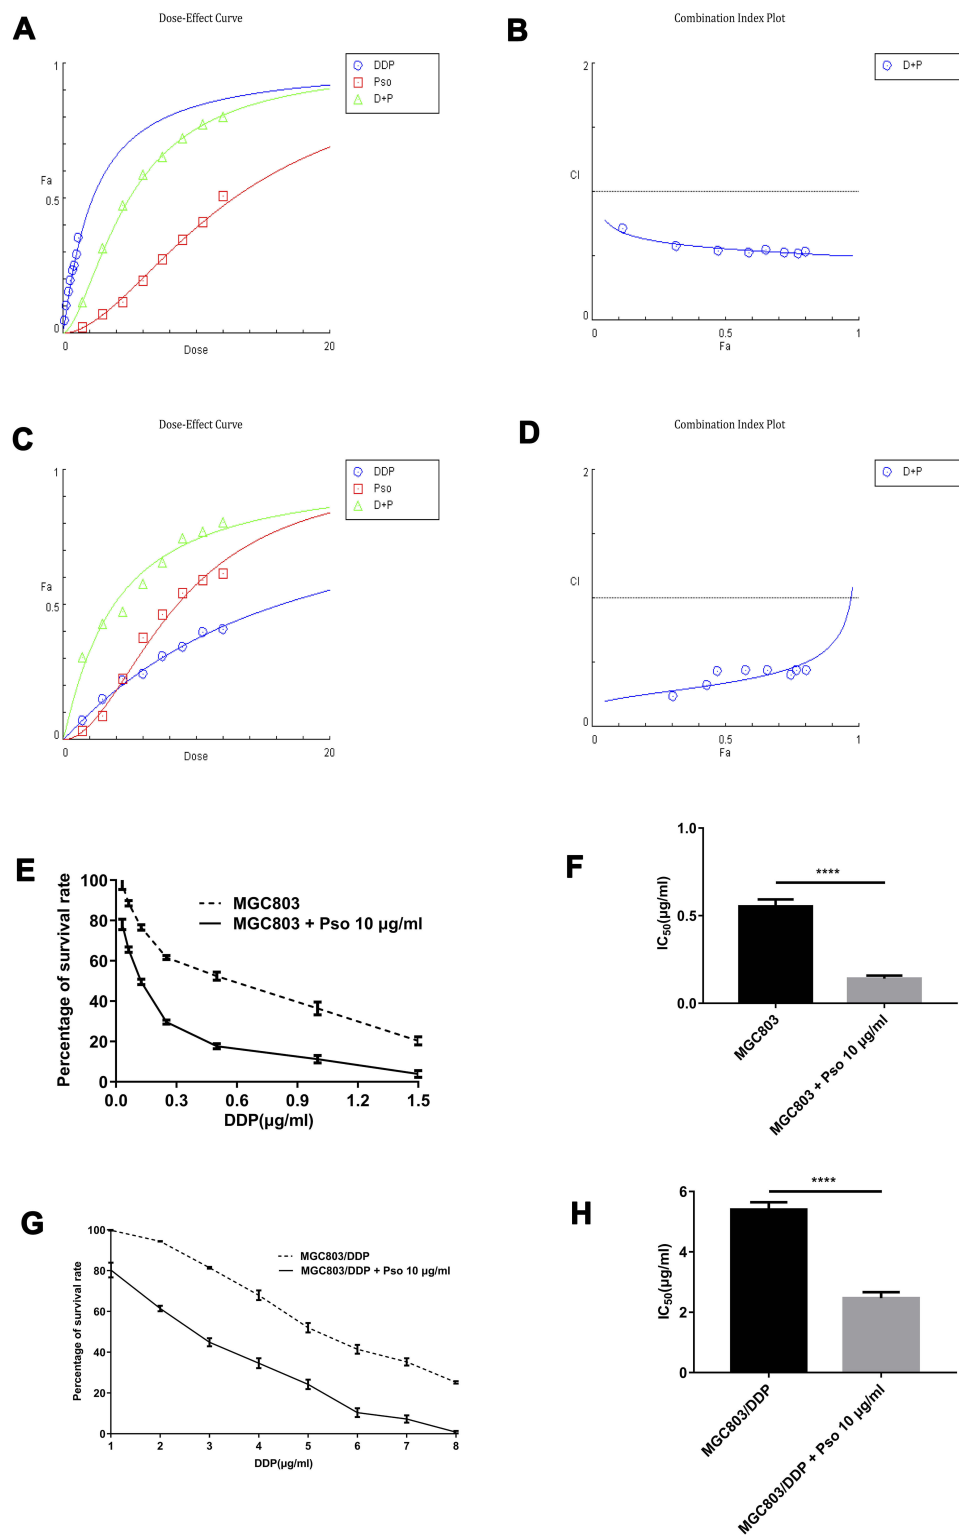 A
Dose-Effect Curve
DDP
Pso
D+P
1
Fa
0.5
0
0
Dose
20
B
Combination Index Plot
D+P
2
CI
0
0
0.5
1
Fa
C
Dose-Effect Curve
DDP
Pso
D+P
1
Fa
0.5
0
0
Dose
20
D
Combination Index Plot
D+P
2
CI
0
0
0.5
1
Fa
E
Percentage of survival rate
100
80
60
40
20
0
MGC803
MGC803 + Pso 10 µg/ml
0.0 0.3 0.6 0.9 1.2 1.5
DDP(µg/ml)
F
IC50(µg/ml)
1.0
0.5
0.0
****
MGC803
MGC803 + Pso 10 µg/ml
G
Percentage of survival rate
100
80
60
40
20
0
MGC803/DDP
MGC803/DDP + Pso 10 µg/ml
1 2 3 4 5 6 7 8
DDP(µg/ml)
H
IC50(µg/ml)
6
4
2
0
****
MGC803/DDP
MGC803/DDP + Pso 10 µg/ml